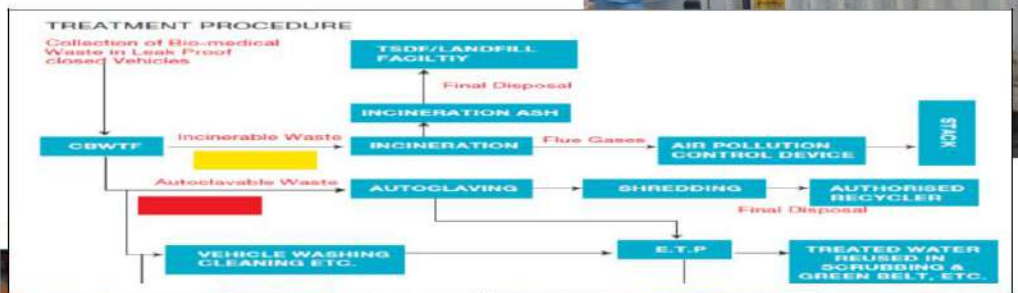 TREATMENT PROCEDURE
Collection of Bio-medical
Waste in Leak Proof
closed Vehicles
TSDF/LANDFILL
FACILTIY
Final Disposal
INCINERATION ASH
CBWTF
Incinerable Waste
INCINERATION
Flue Gases
AIR POLLUTION
CONTROL DEVICE
STACK
Autoclavable Waste
AUTOCLAVING
SHREDDING
AUTHORISED
RECYCLER
Final Disposal
VEHICLE WASHING
CLEANING ETC.
E.T.P
TREATED WATER
REUSED IN
SCRUBBING &
GREEN BELT, ETC.